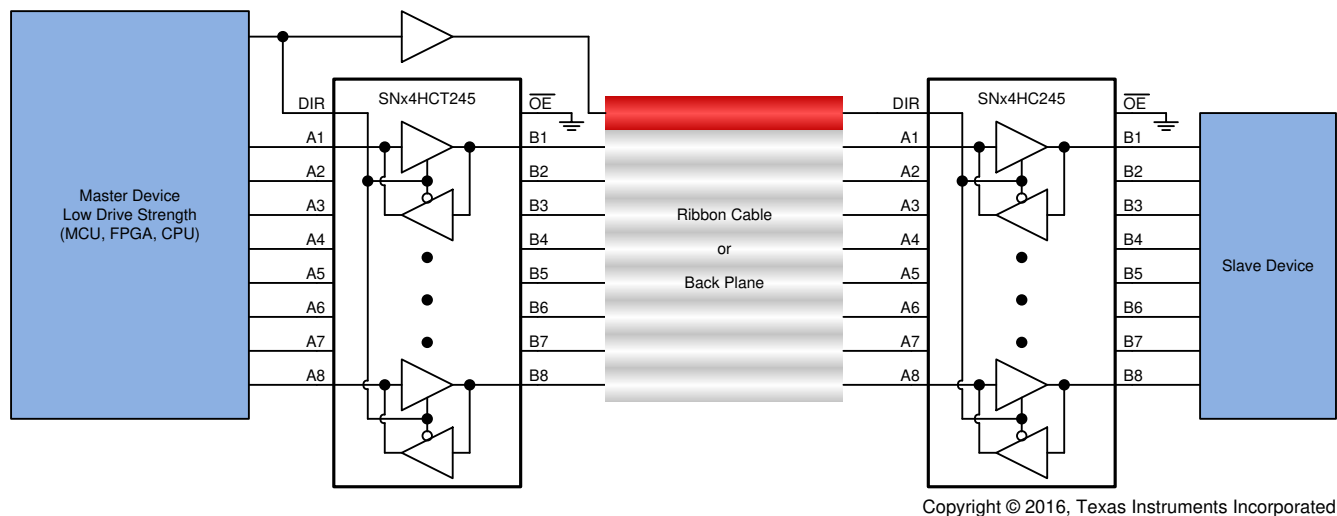 SNx4HCT245
SNx4HC245
DIR
OE
DIR
OE
A1
B1
A1
B1
A2
B2
A2
B2
Master Device
Low Drive Strength
(MCU, FPGA, CPU)
A3
B3
Ribbon Cable
A3
B3
A4
B4
or
A4
B4
A5
B5
Back Plane
A5
B5
Slave Device
A6
B6
A6
B6
A7
B7
A7
B7
A8
B8
A8
B8
Copyright © 2016, Texas Instruments Incorporated